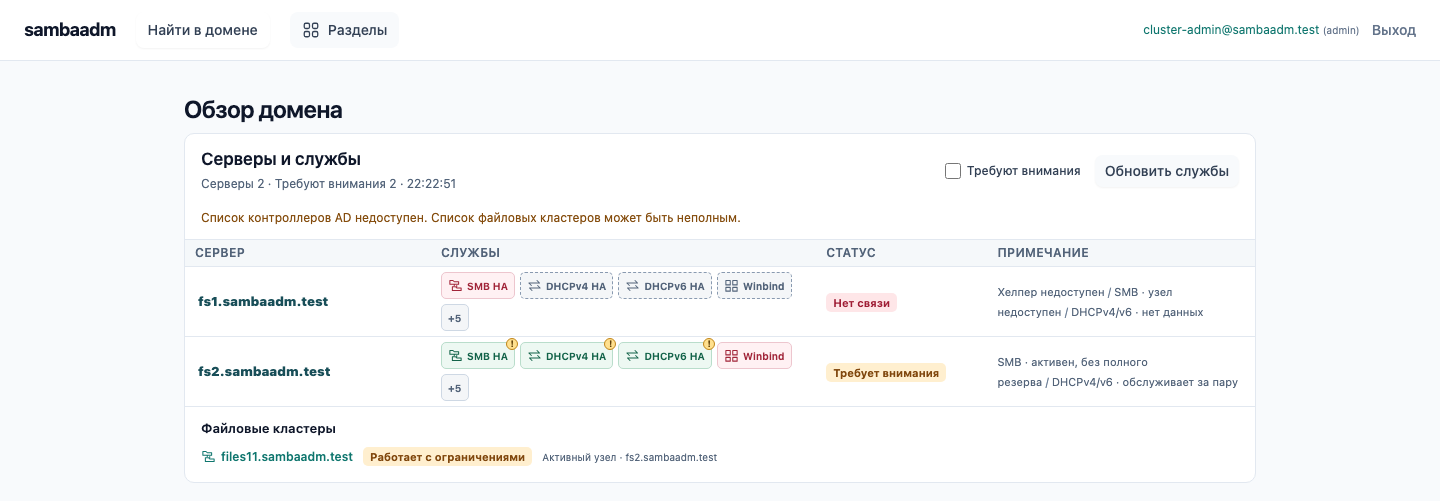 sambaadm Найти в домене Разделы cluster-admin@sambaadm.test (admin) Выход
Обзор домена
Серверы и службы
Серверы 2 · Требуют внимания 2 · 22:22:51
Требуют внимания Обновить службы
Список контроллеров AD недоступен. Список файловых кластеров может быть неполным.
СЕРВЕР СЛУЖБЫ СТАТУС ПРИМЕЧАНИЕ
fs1.sambaadm.test
SMB HA DHCPv4 HA DHCPv6 HA Winbind
+5
Нет связи
Хелпер недоступен / SMB · узел
недоступен / DHCPv4/v6 · нет данных
fs2.sambaadm.test
SMB HA ! DHCPv4 HA ! DHCPv6 HA ! Winbind
+5
Требует внимания
SMB · активен, без полного
резерва / DHCPv4/v6 · обслуживает за пару
Файловые кластеры
files11.sambaadm.test Работает с ограничениями Активный узел · fs2.sambaadm.test